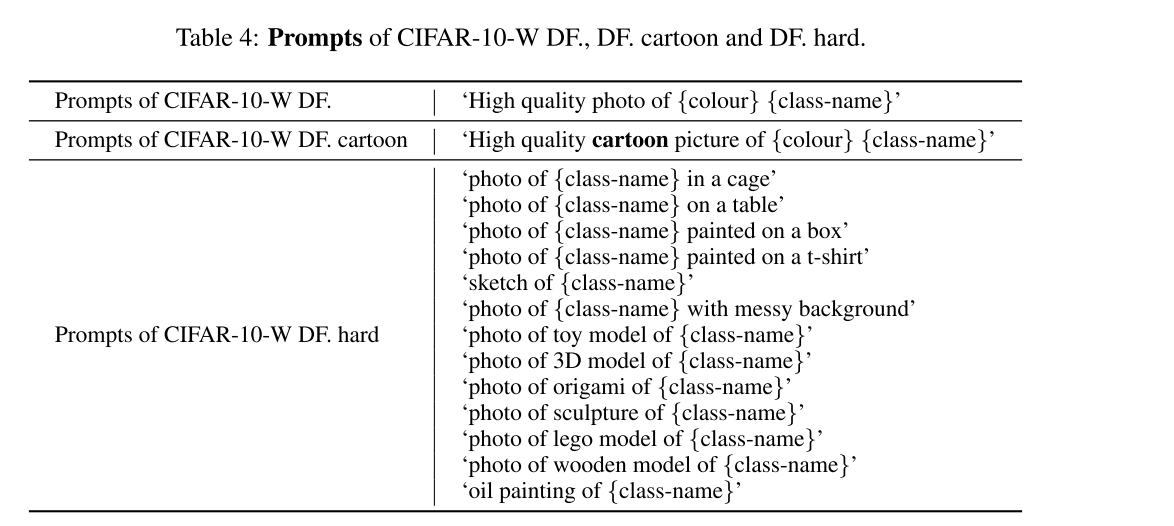 Table 4: Prompts of CIFAR-10-W DF., DF. cartoon and DF. hard.
Prompts of CIFAR-10-W DF. | ‘High quality photo of {colour} {class-name}’
Prompts of CIFAR-10-W DF. cartoon | ‘High quality cartoon picture of {colour} {class-name}’
‘photo of {class-name} in a cage’
‘photo of {class-name} on a table’
‘photo of {class-name} painted on a box’
‘photo of {class-name} painted on a t-shirt’
‘sketch of {class-name}’
‘photo of {class-name} with messy background’
Prompts of CIFAR-10-W DF. hard | ‘photo of toy model of {class-name}’
‘photo of 3D model of {class-name}’
‘photo of origami of {class-name}’
‘photo of sculpture of {class-name}’
‘photo of lego model of {class-name}’
‘photo of wooden model of {class-name}’
‘oil painting of {class-name}’